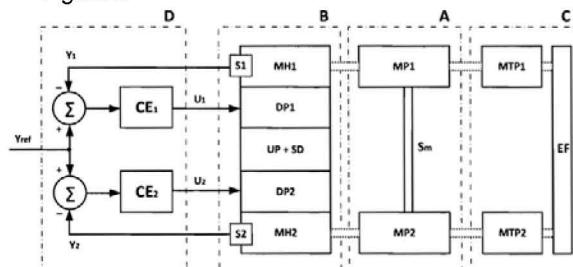 D
B
A
C
Y1
S1
MH1
MP1
MTP1
−
Σ
+
CE1
U1
DP1
Yref
UP + SD
Sm
EF
+
Σ
−
CE2
U2
DP2
Y2
S2
MH2
MP2
MTP2